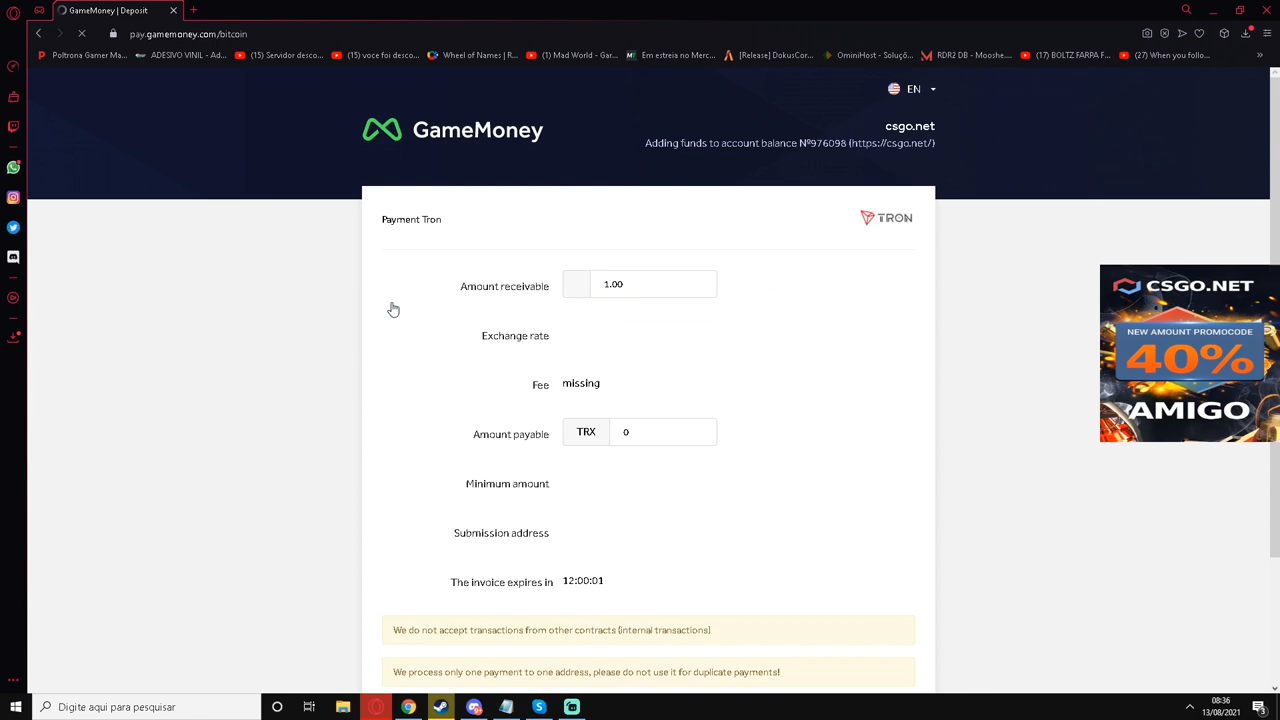 GameMoney | Deposit
pay.gamemoney.com/bitcoin
Poltrona Gamer Ma...
ADESIVO VINIL - Ad...
(15) Servidor desco...
(15) voce foi desco...
Wheel of Names | R...
(1) Mad World - Gar...
Em estreia no Merc...
[Release] DokusCor...
OminiHost - Soluçõ...
RDR2 DB - Mooshe...
(17) BOLTZ FARPA F...
(27) When you follo...
EN
GameMoney
csgo.net
Adding funds to account balance №976098 (https://csgo.net/)
Payment Tron
TRON
Amount receivable 1.00
Exchange rate
Fee missing
Amount payable TRX 0
Minimum amount
Submission address
The invoice expires in 12:00:01
We do not accept transactions from other contracts (internal transactions)
We process only one payment to one address, please do not use it for duplicate payments!
CSGO.NET
NEW AMOUNT PROMOCODE
40%
AMIGO
Digite aqui para pesquisar
08:36
13/08/2021